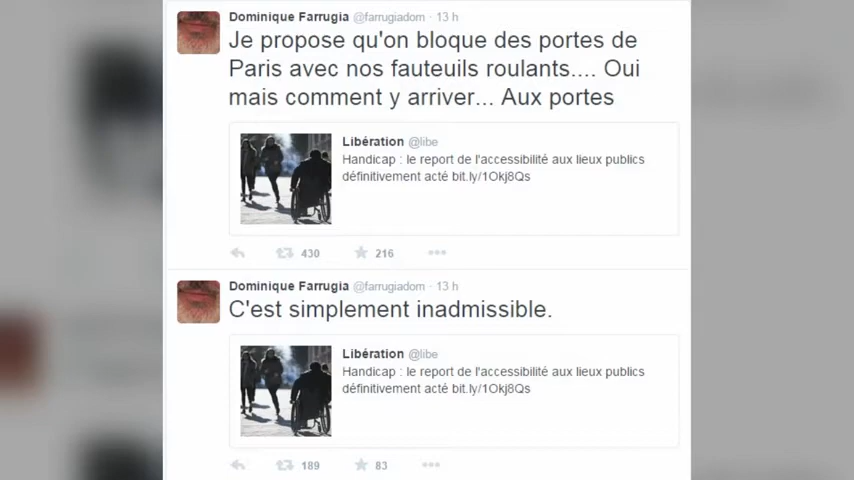 Dominique Farrugia @farrugiadom · 13 h
Je propose qu'on bloque des portes de
Paris avec nos fauteuils roulants.... Oui
mais comment y arriver... Aux portes
Libération @libe
Handicap : le report de l'accessibilité aux lieux publics
définitivement acté bit.ly/1Okj8Qs
430 216
Dominique Farrugia @farrugiadom · 13 h
C'est simplement inadmissible.
Libération @libe
Handicap : le report de l'accessibilité aux lieux publics
définitivement acté bit.ly/1Okj8Qs
189 83